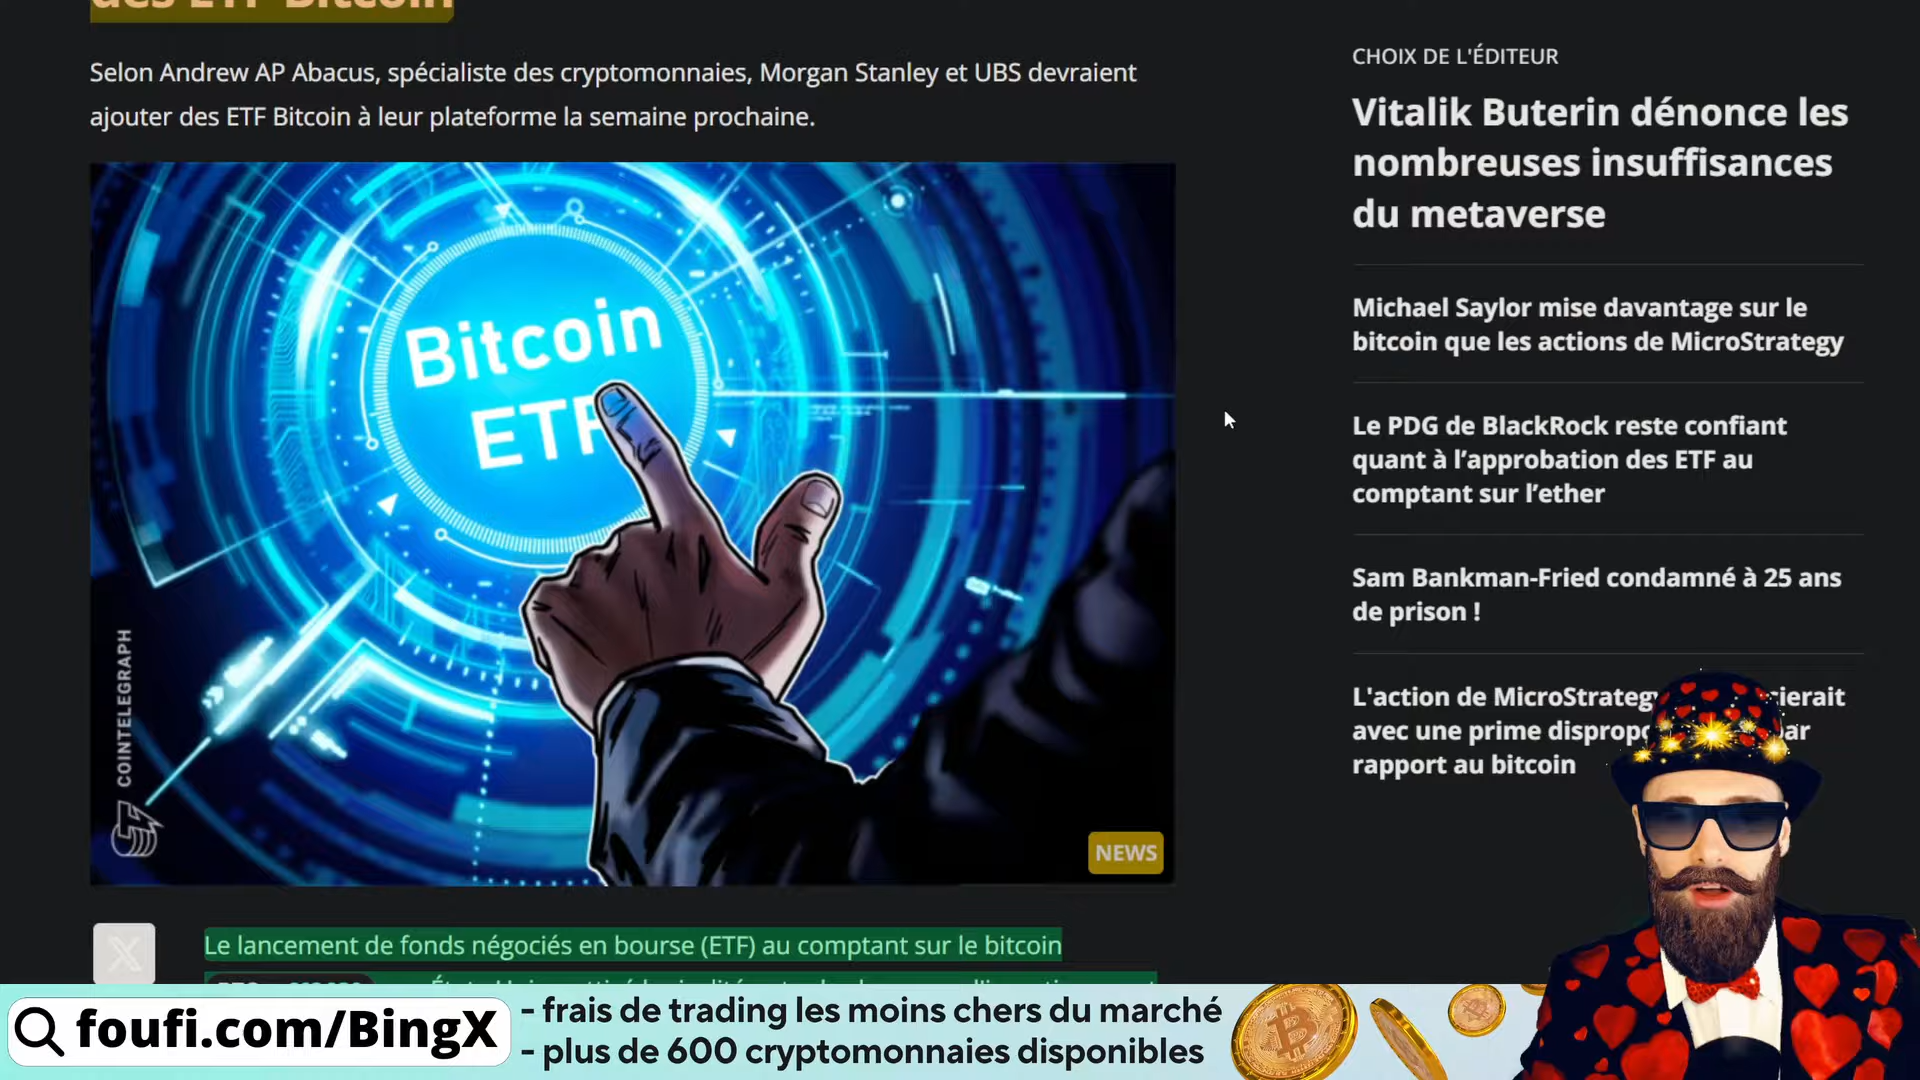 des ETF Bitcoin
Selon Andrew AP Abacus, spécialiste des cryptomonnaies, Morgan Stanley et UBS devraient
ajouter des ETF Bitcoin à leur plateforme la semaine prochaine.
Bitcoin
ETF
COINTELEGRAPH
NEWS
Le lancement de fonds négociés en bourse (ETF) au comptant sur le bitcoin
CHOIX DE L'ÉDITEUR
Vitalik Buterin dénonce les
nombreuses insuffisances
du metaverse
Michael Saylor mise davantage sur le
bitcoin que les actions de MicroStrategy
Le PDG de BlackRock reste confiant
quant à l’approbation des ETF au
comptant sur l’ether
Sam Bankman-Fried condamné à 25 ans
de prison !
L'action de MicroStrategy
avec une prime
rapport au bitcoin
foufi.com/BingX
- frais de trading les moins chers du marché
- plus de 600 cryptomonnaies disponibles